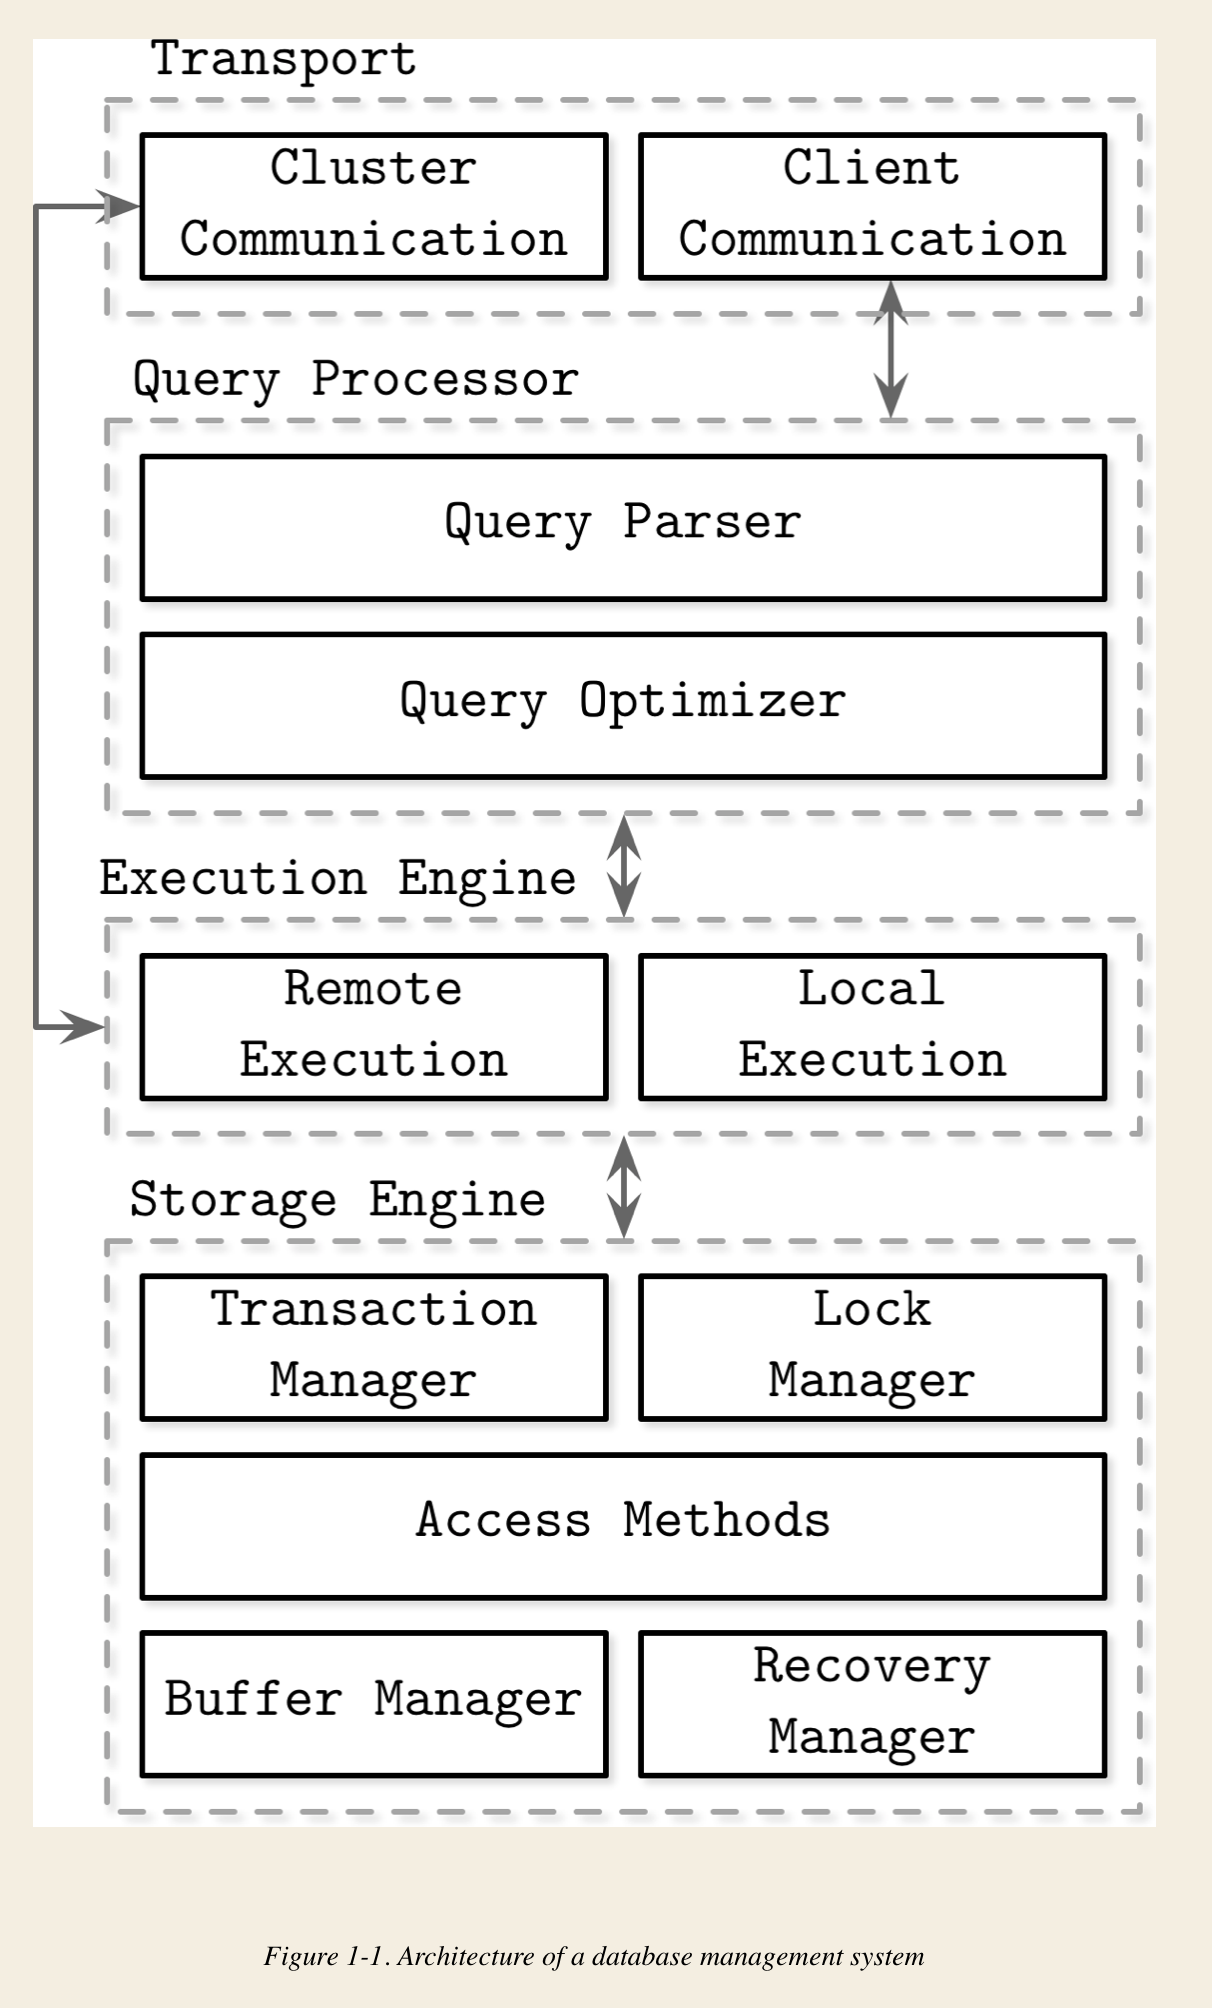 Transport
Cluster
Communication
Client
Communication
Query Processor
Query Parser
Query Optimizer
Execution Engine
Remote
Execution
Local
Execution
Storage Engine
Transaction
Manager
Lock
Manager
Access Methods
Buffer Manager
Recovery
Manager
Figure 1-1. Architecture of a database management system